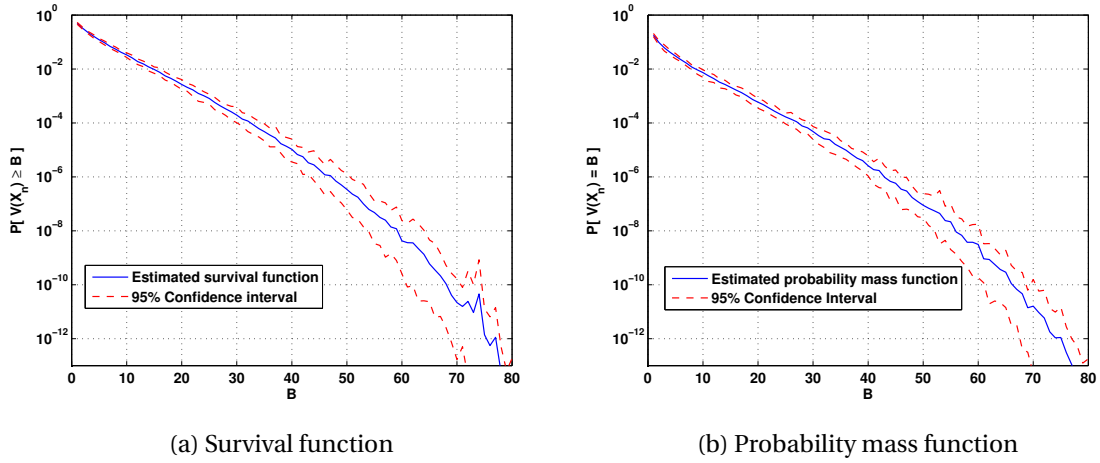 10^0
10^-2
10^-4
10^-6
10^-8
10^-10
10^-12
P[ V(X_n) ≥ B ]
Estimated survival function
95% Confidence interval
0 10 20 30 40 50 60 70 80
B
(a) Survival function
10^0
10^-2
10^-4
10^-6
10^-8
10^-10
10^-12
P[ V(X_n) = B ]
Estimated probability mass function
95% Confidence Interval
0 10 20 30 40 50 60 70 80
B
(b) Probability mass function